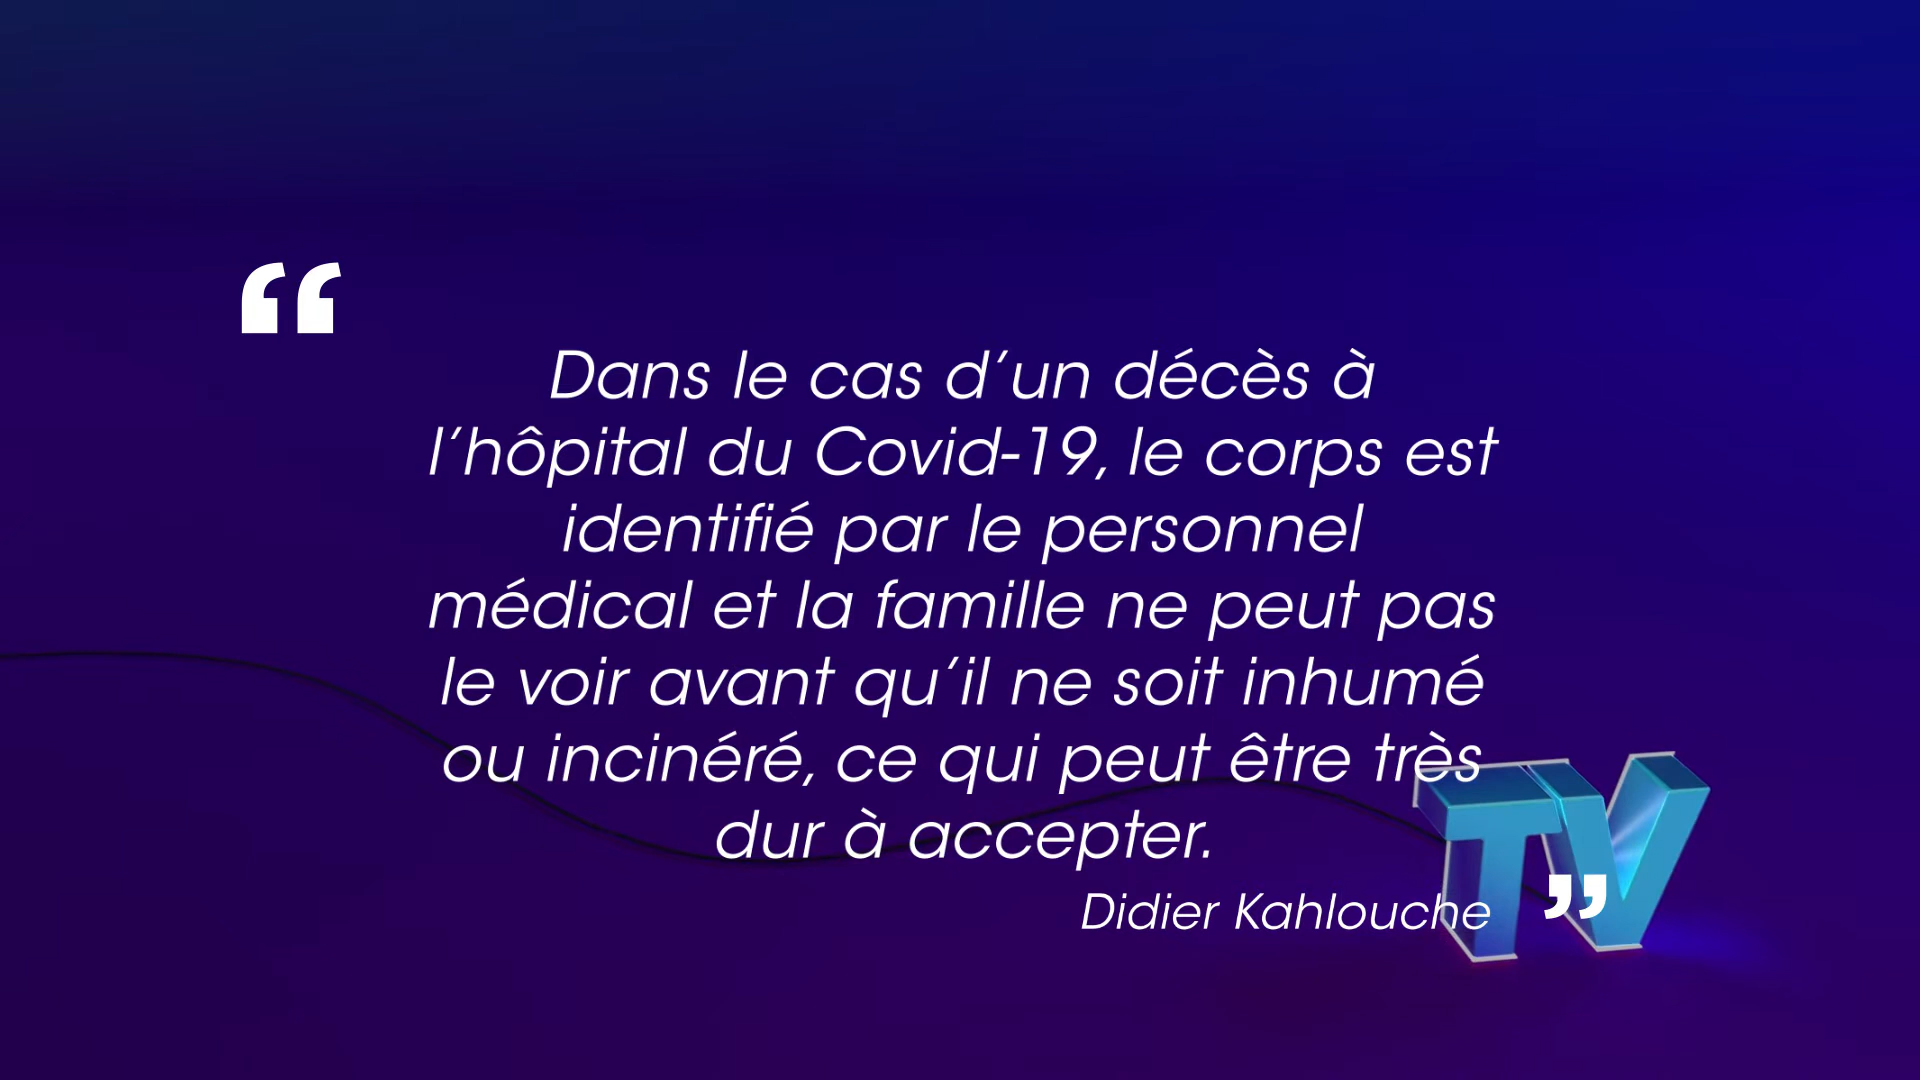 “
Dans le cas d’un décès à
l’hôpital du Covid-19, le corps est
identifié par le personnel
médical et la famille ne peut pas
le voir avant qu’il ne soit inhumé
ou incinéré, ce qui peut être très
dur à accepter.
Didier Kahlouche ”
TV